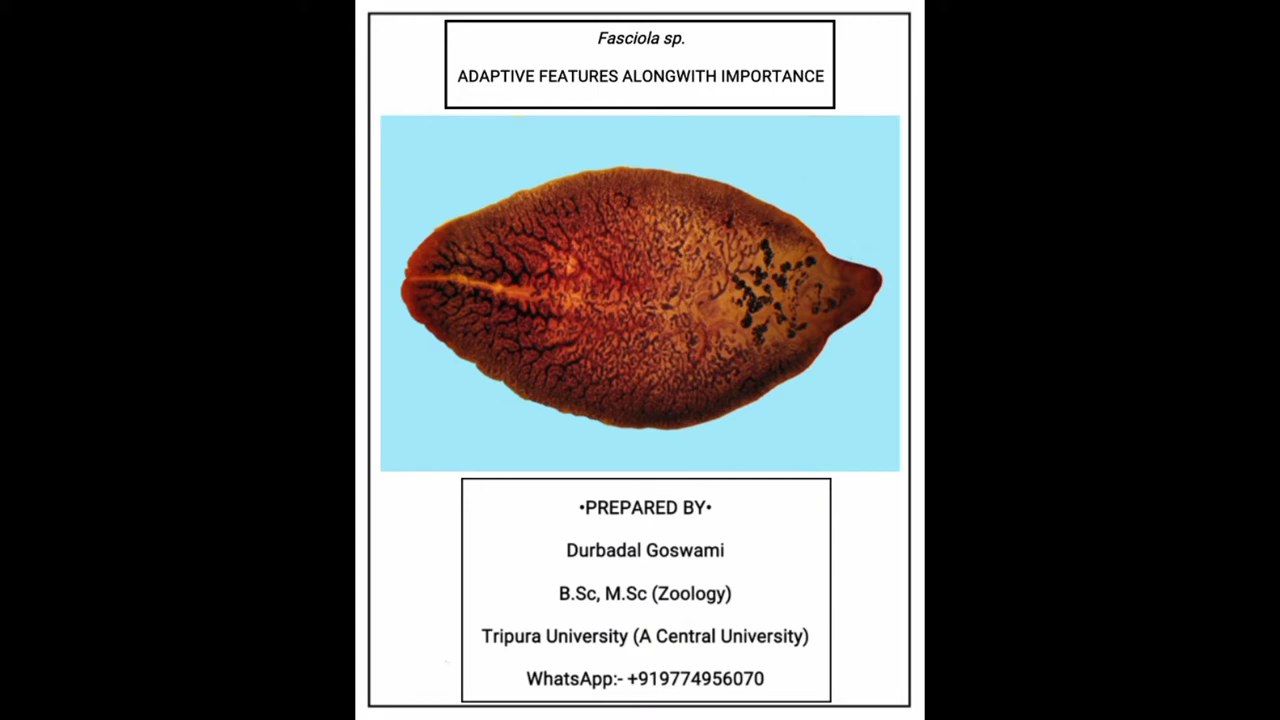 Fasciola sp.
ADAPTIVE FEATURES ALONGWITH IMPORTANCE
•PREPARED BY•
Durbadal Goswami
B.Sc, M.Sc (Zoology)
Tripura University (A Central University)
WhatsApp:- +919774956070